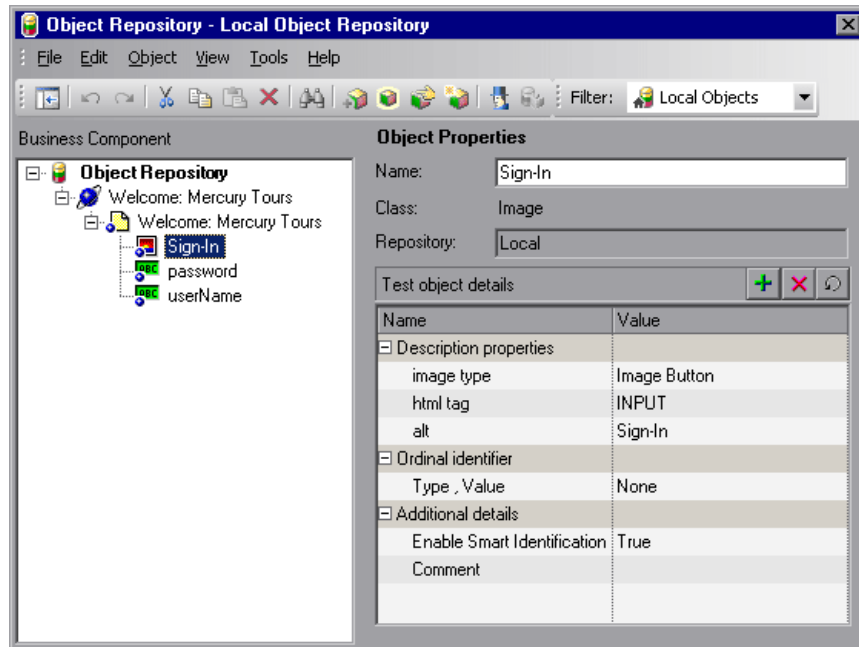 Object Repository - Local Object Repository
File Edit Object View Tools Help
Filter: Local Objects
Business Component
Object Repository
Welcome: Mercury Tours
Welcome: Mercury Tours
Sign-In
ABC password
ABC userName
Object Properties
Name: Sign-In
Class: Image
Repository: Local
Test object details
Name Value
Description properties
image type Image Button
html tag INPUT
alt Sign-In
Ordinal identifier
Type , Value None
Additional details
Enable Smart Identification True
Comment